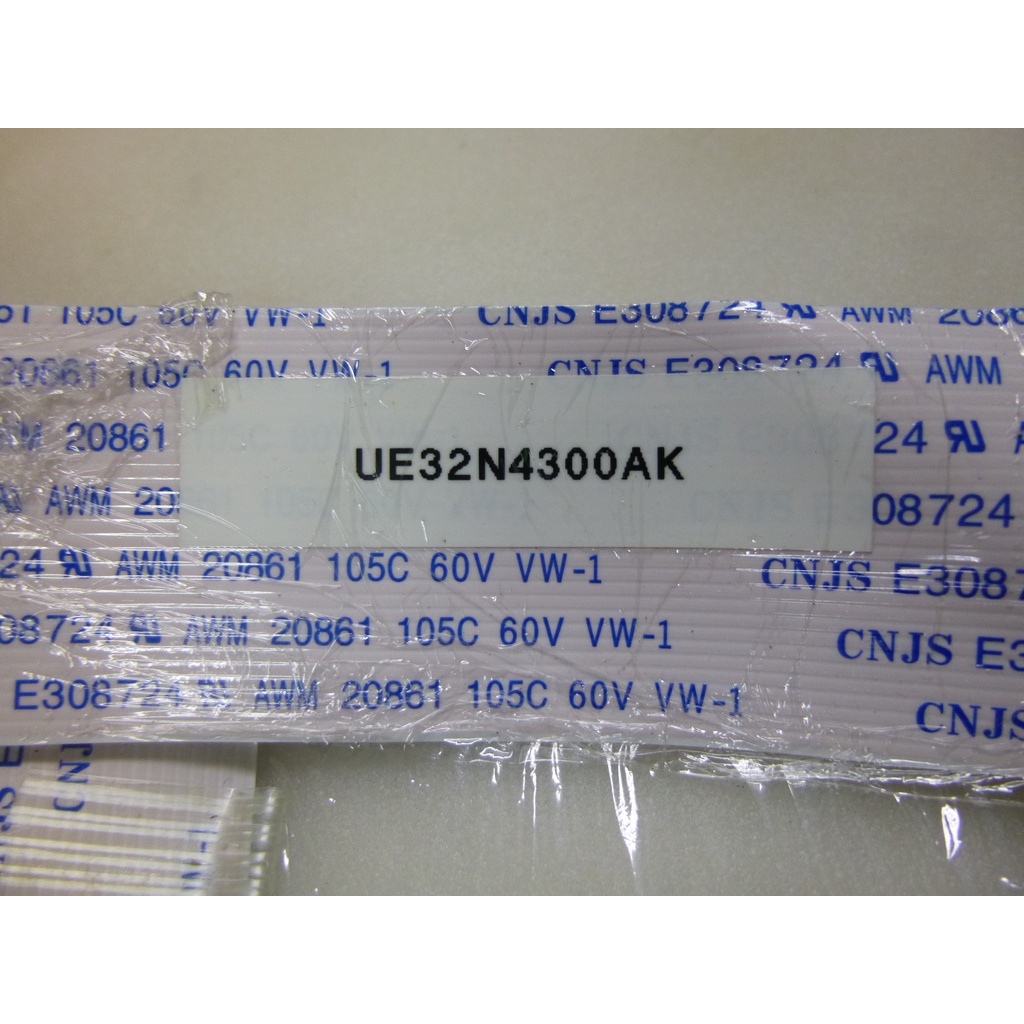 61 105C 60V VW-1 CNJS E308724 AWM 2086
20861 105C 60V VW-1 CNJS E308724 AWM
AWM 20861 24
AWM 08724
24 AWM 20861 105C 60V VW-1 CNJS E3087
08724 AWM 20861 105C 60V VW-1 CNJS E3
E308724 AWM 20861 105C 60V VW-1 CNJS
UE32N4300AK